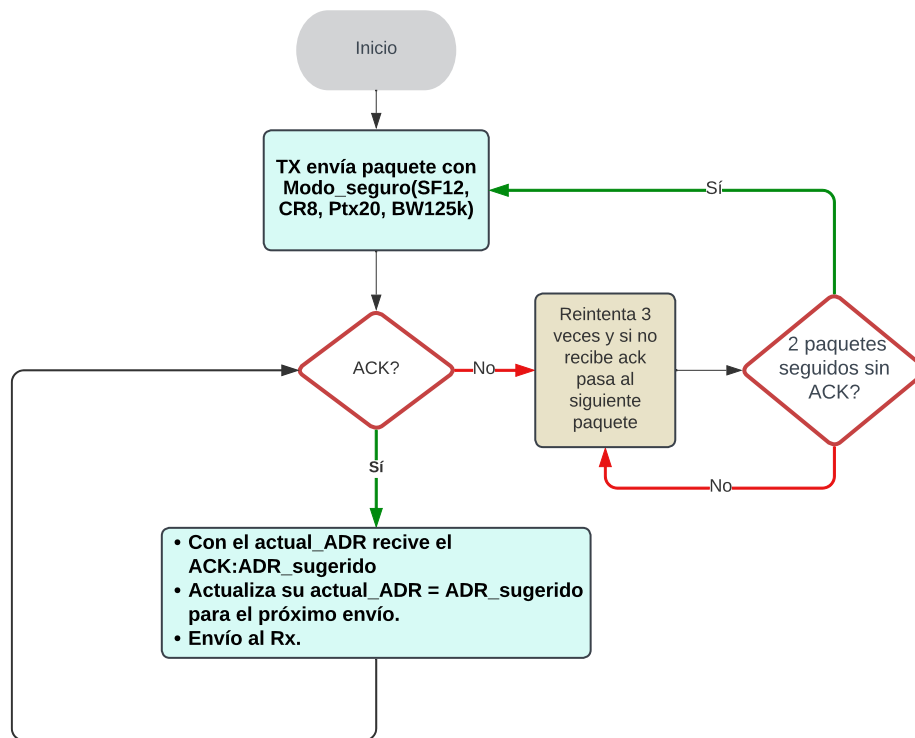 Inicio
TX envía paquete con
Modo_seguro(SF12,
CR8, Ptx20, BW125k)
Sí
Reintenta 3
veces y si no
recibe ack
pasa al
siguiente
paquete
2 paquetes
seguidos sin
ACK?
ACK?
No
Sí
No
• Con el actual_ADR recive el
ACK:ADR_sugerido
• Actualiza su actual_ADR = ADR_sugerido
para el próximo envío.
• Envío al Rx.